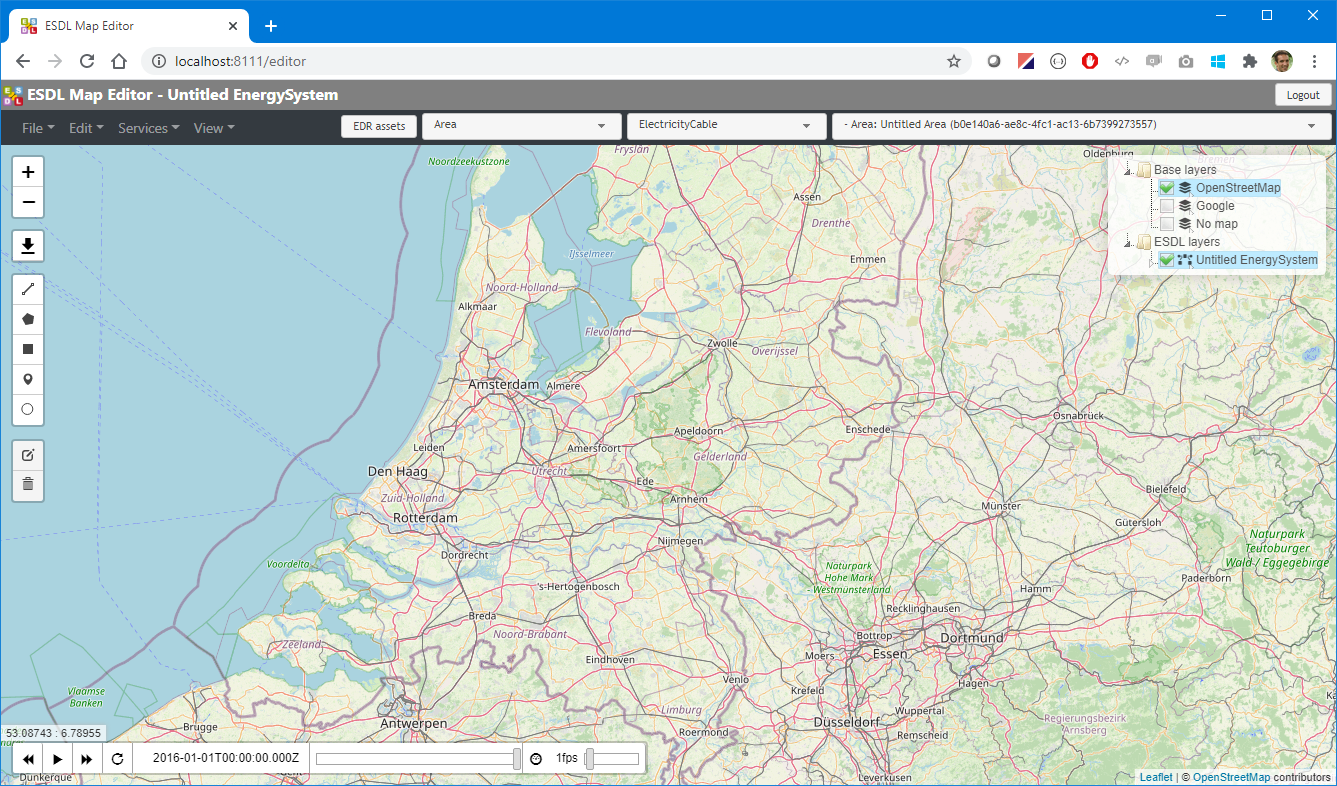 ESDL Map Editor
localhost:8111/editor
ESDL Map Editor - Untitled EnergySystem
Logout
File
Edit
Services
View
EDR assets
Area
ElectricityCable
- Area: Untitled Area (b0e140a6-ae8c-4fc1-ac13-6b7399273557)
Base layers
OpenStreetMap
Google
No map
ESDL layers
Untitled EnergySystem
+
−
Noordzeekustzone
Fryslân
Oldenburg
Bremen
Assen
Drenthe
IJsselmeer
Emmen
Noord-Holland
Alkmaar
Flevoland
Zwolle
Overijssel
Amsterdam
Almere
Osnabrück
Apeldoorn
Enschede
Leiden
Amersfoort
Gelderland
Den Haag
Utrecht
Ede
Bielefeld
Zuid-Holland
Arnhem
Münster
Rotterdam
Gütersloh
Nijmegen
Naturpark
Teutoburger
Wald-/ Eggegebirge
Dordrecht
Voordelta
Naturpark
Hohe Mark
- Westmünsterland
Paderborn
's-Hertogenbosch
Hamm
Breda
Recklinghausen
Zeeland
Noord-Brabant
Bottrop
Dortmund
Essen
Moers
Eindhoven
Venlo
Hagen
Krefeld
Vlaamse
Banken
Limburg
Wuppertal
Regierungsbezirk
Arnsberg
Antwerpen
Düsseldorf
Brugge
Roermond
Remscheid
53.08743 : 6.78955
2016-01-01T00:00:00.000Z
1fps
Dunkerque
Gent
Leverkusen
Leaflet | © OpenStreetMap contributors